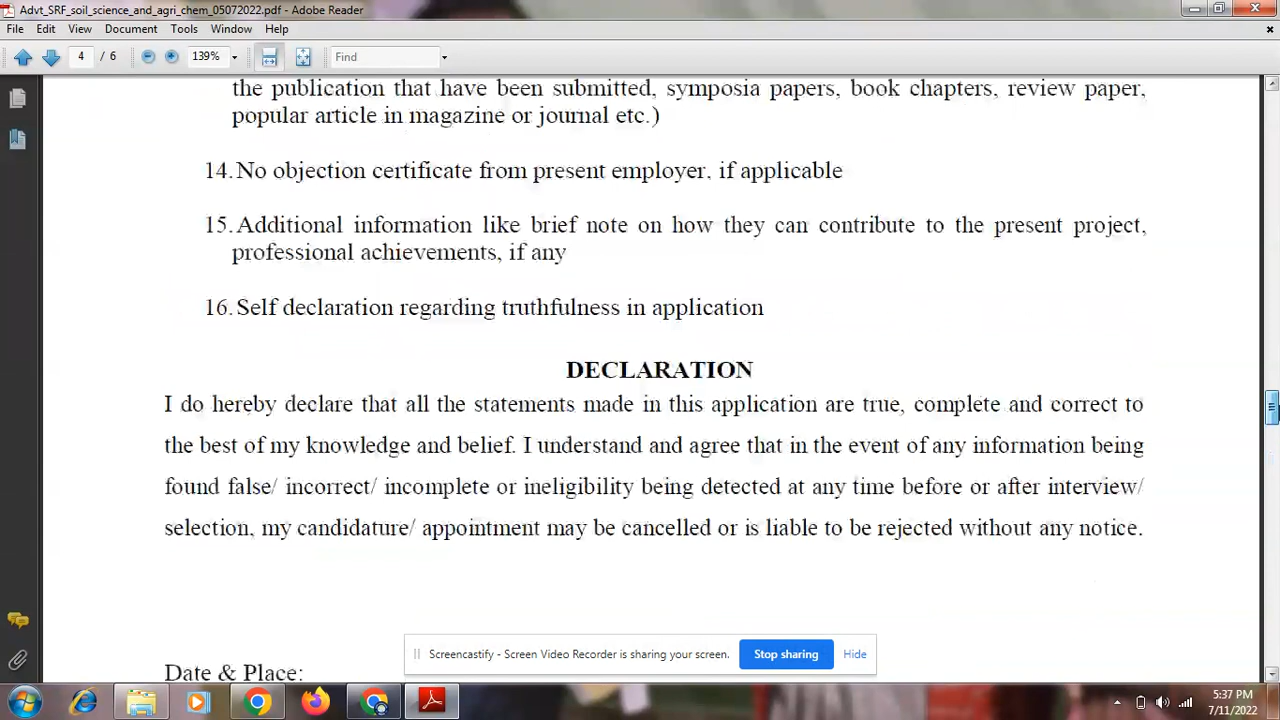 Advt_SRF_soil_science_and_agri_chem_05072022.pdf - Adobe Reader
File Edit View Document Tools Window Help
4 / 6 139% Find
the publication that have been submitted, symposia papers, book chapters, review paper,
popular article in magazine or journal etc.)
14. No objection certificate from present employer, if applicable
15. Additional information like brief note on how they can contribute to the present project,
professional achievements, if any
16. Self declaration regarding truthfulness in application
DECLARATION
I do hereby declare that all the statements made in this application are true, complete and correct to
the best of my knowledge and belief. I understand and agree that in the event of any information being
found false/ incorrect/ incomplete or ineligibility being detected at any time before or after interview/
selection, my candidature/ appointment may be cancelled or is liable to be rejected without any notice.
Screencastify - Screen Video Recorder is sharing your screen. Stop sharing Hide
Date & Place:
5:37 PM
7/11/2022